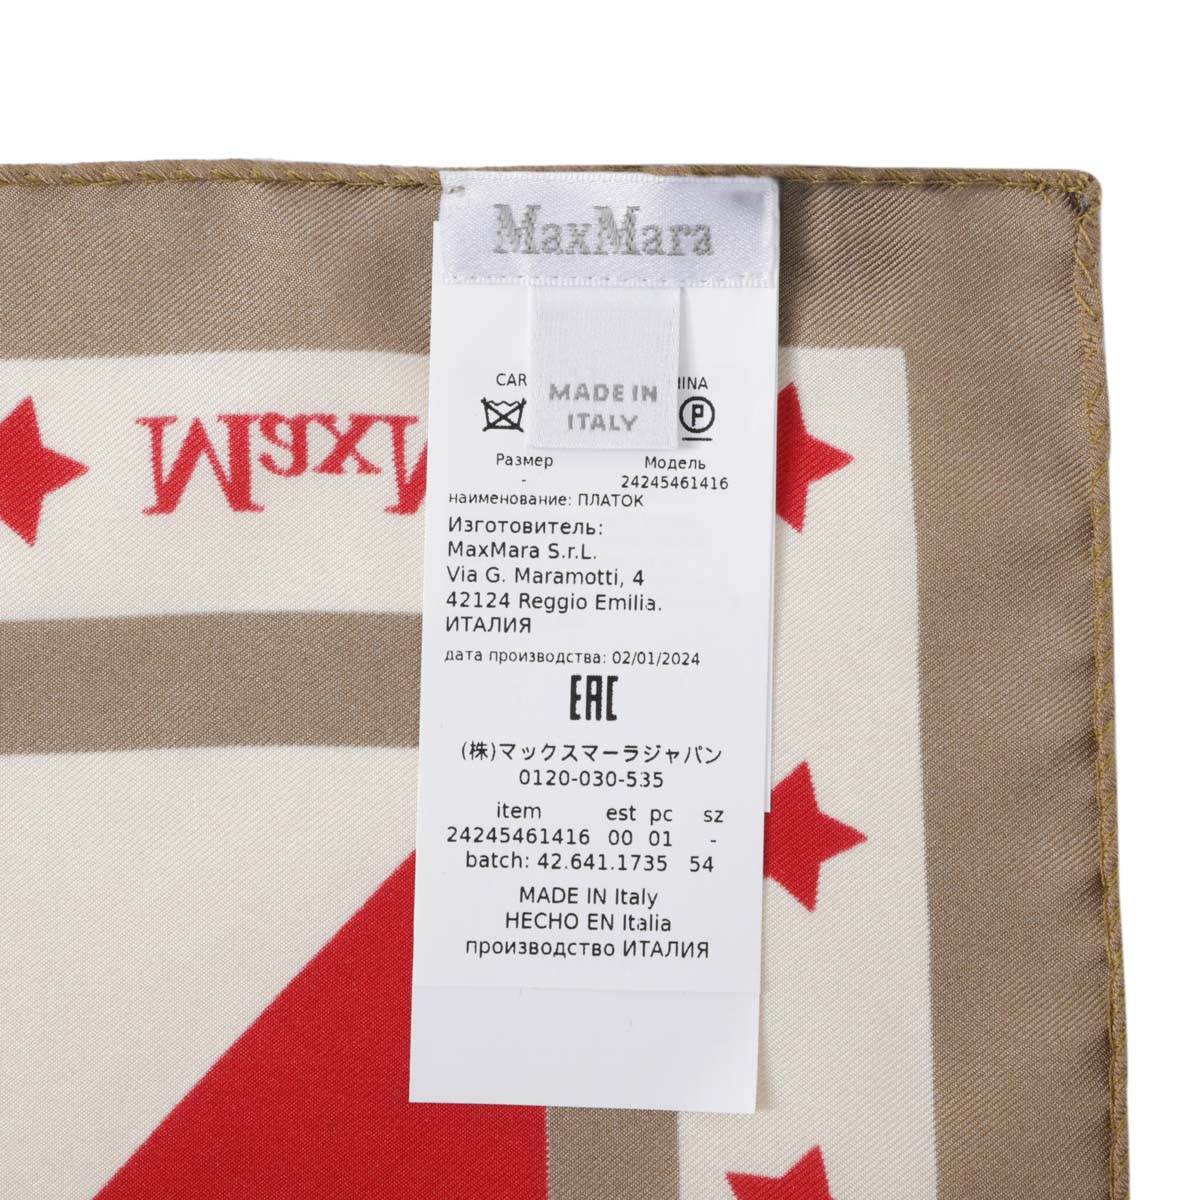 MaxMara
MADE IN
ITALY
CAR
Размер Модель
- 24245461416
наименование: ПЛАТОК
Изготовитель:
MaxMara S.r.L.
Via G. Maramotti, 4
42124 Reggio Emilia.
ИТАЛИЯ
дата производства: 02/01/2024
EAC
(株)マックスマーラジャパン
0120-030-535
item est pc sz
24245461416 00 01 -
batch: 42.641.1735 54
MADE IN Italy
HECHO EN Italia
производство ИТАЛИЯ
P
MaxM